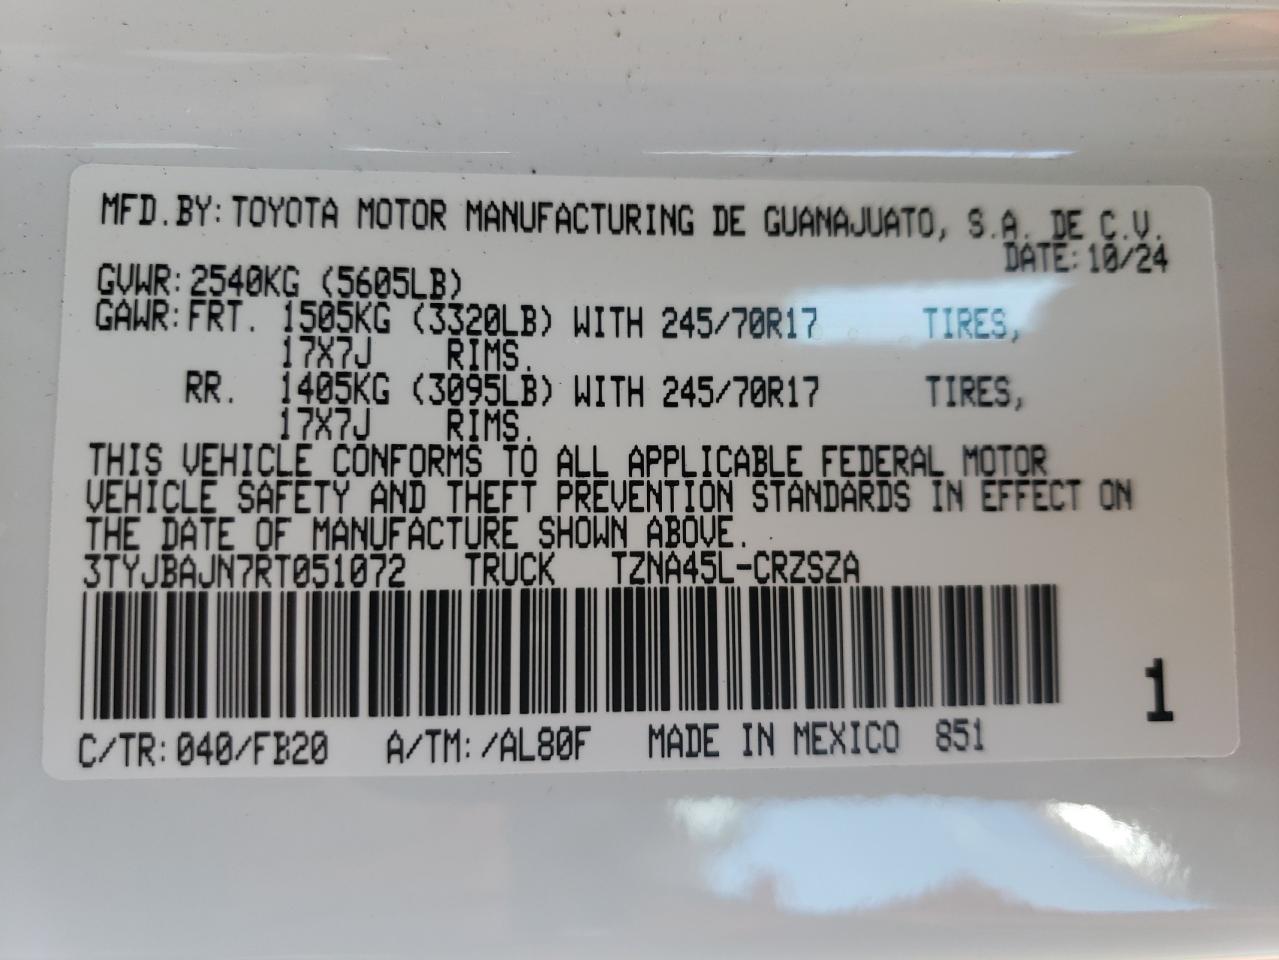 MFD.BY: TOYOTA MOTOR MANUFACTURING DE GUANAJUATO, S.A. DE C.V.
DATE: 10/24
GVWR: 2540KG (5605LB)
GAWR: FRT. 1505KG (3320LB) WITH 245/70R17 TIRES,
17X7J RIMS.
RR. 1405KG (3095LB) WITH 245/70R17 TIRES,
17X7J RIMS.
THIS VEHICLE CONFORMS TO ALL APPLICABLE FEDERAL MOTOR
VEHICLE SAFETY AND THEFT PREVENTION STANDARDS IN EFFECT ON
THE DATE OF MANUFACTURE SHOWN ABOVE.
3TYJBAJN7RT051072 TRUCK TZNA45L-CRZSZA
1
C/TR: 040/FB20 A/TM: /AL80F MADE IN MEXICO 851